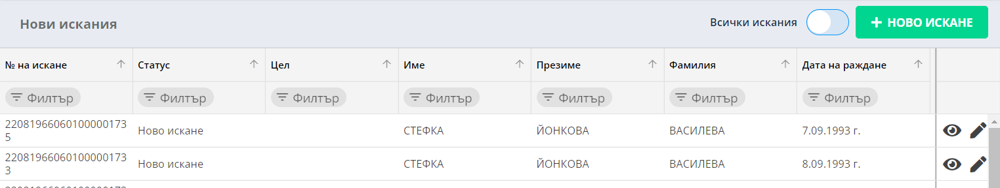 Нови искания
Всички искания
НОВО ИСКАНЕ
№ на искане Статус Цел Име Презиме Фамилия Дата на раждане
Филтър Филтър Филтър Филтър Филтър Филтър Филтър
22081966060100000173
5 Ново искане СТЕФКА ЙОНКОВА ВАСИЛЕВА 7.09.1993 г.
22081966060100000173
3 Ново искане СТЕФКА ЙОНКОВА ВАСИЛЕВА 8.09.1993 г.